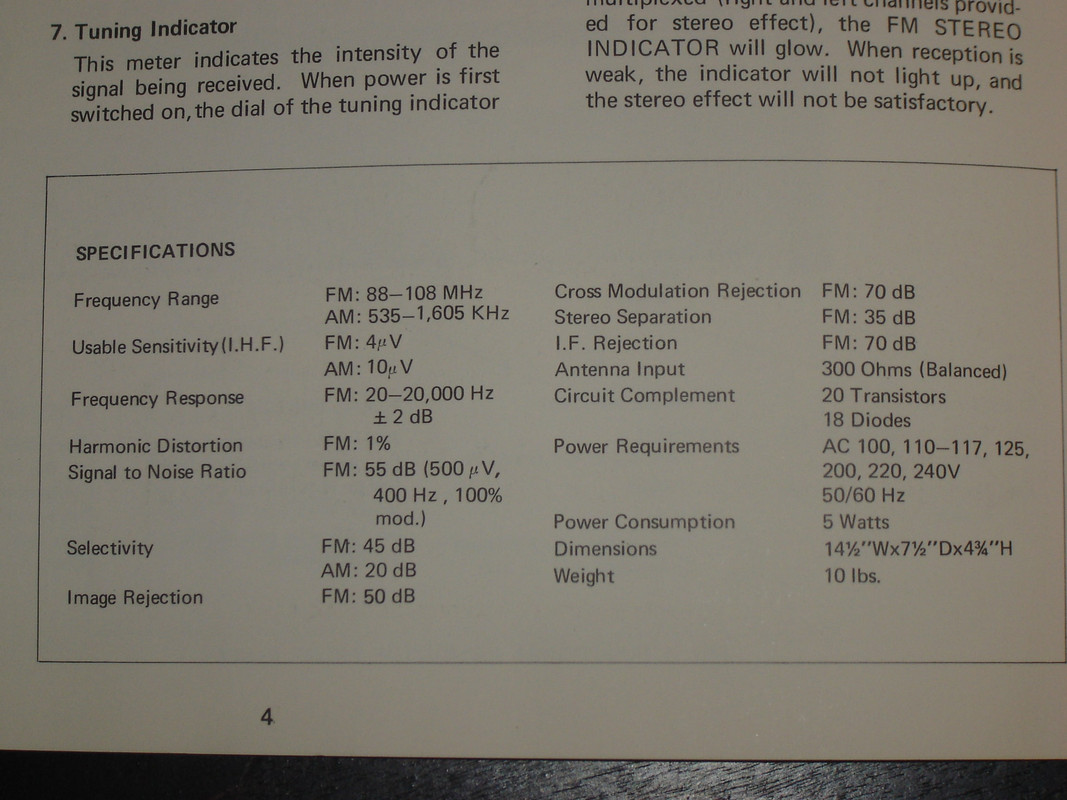 7. Tuning Indicator
This meter indicates the intensity of the
signal being received. When power is first
switched on, the dial of the tuning indicator
multiplexed (right and left channels provid-
ed for stereo effect), the FM STEREO
INDICATOR will glow. When reception is
weak, the indicator will not light up, and
the stereo effect will not be satisfactory.
SPECIFICATIONS
Frequency Range FM: 88–108 MHz
AM: 535–1,605 KHz
Usable Sensitivity (I.H.F.) FM: 4μV
AM: 10μV
Frequency Response FM: 20–20,000 Hz
± 2 dB
Harmonic Distortion FM: 1%
Signal to Noise Ratio FM: 55 dB (500 μV,
400 Hz , 100%
mod.)
Selectivity FM: 45 dB
AM: 20 dB
Image Rejection FM: 50 dB
Cross Modulation Rejection FM: 70 dB
Stereo Separation FM: 35 dB
I.F. Rejection FM: 70 dB
Antenna Input 300 Ohms (Balanced)
Circuit Complement 20 Transistors
18 Diodes
Power Requirements AC 100, 110–117, 125,
200, 220, 240V
50/60 Hz
Power Consumption 5 Watts
Dimensions 14½"Wx7½"Dx4¾"H
Weight 10 lbs.
4